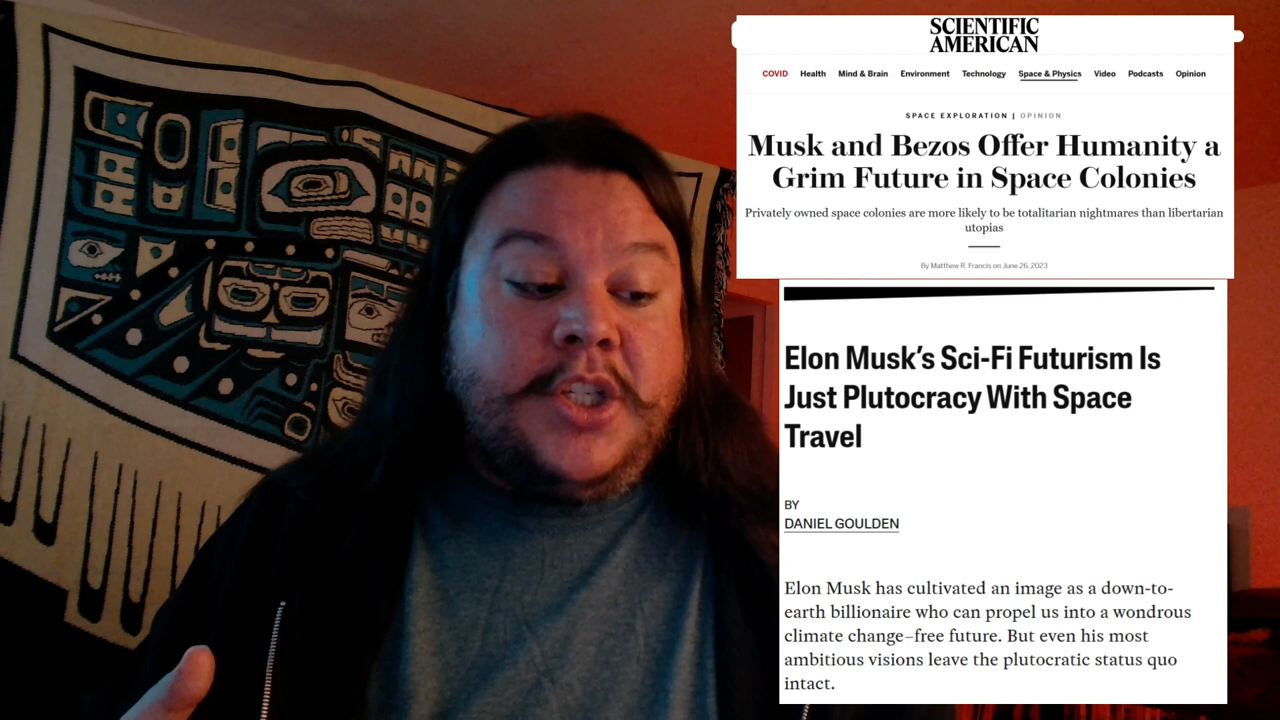 SCIENTIFIC
AMERICAN
COVID Health Mind & Brain Environment Technology Space & Physics Video Podcasts Opinion
SPACE EXPLORATION | OPINION
Musk and Bezos Offer Humanity a
Grim Future in Space Colonies
Privately owned space colonies are more likely to be totalitarian nightmares than libertarian
utopias
By Matthew R. Francis on June 26, 2023
Elon Musk’s Sci-Fi Futurism Is
Just Plutocracy With Space
Travel
BY
DANIEL GOULDEN
Elon Musk has cultivated an image as a down-to-
earth billionaire who can propel us into a wondrous
climate change–free future. But even his most
ambitious visions leave the plutocratic status quo
intact.